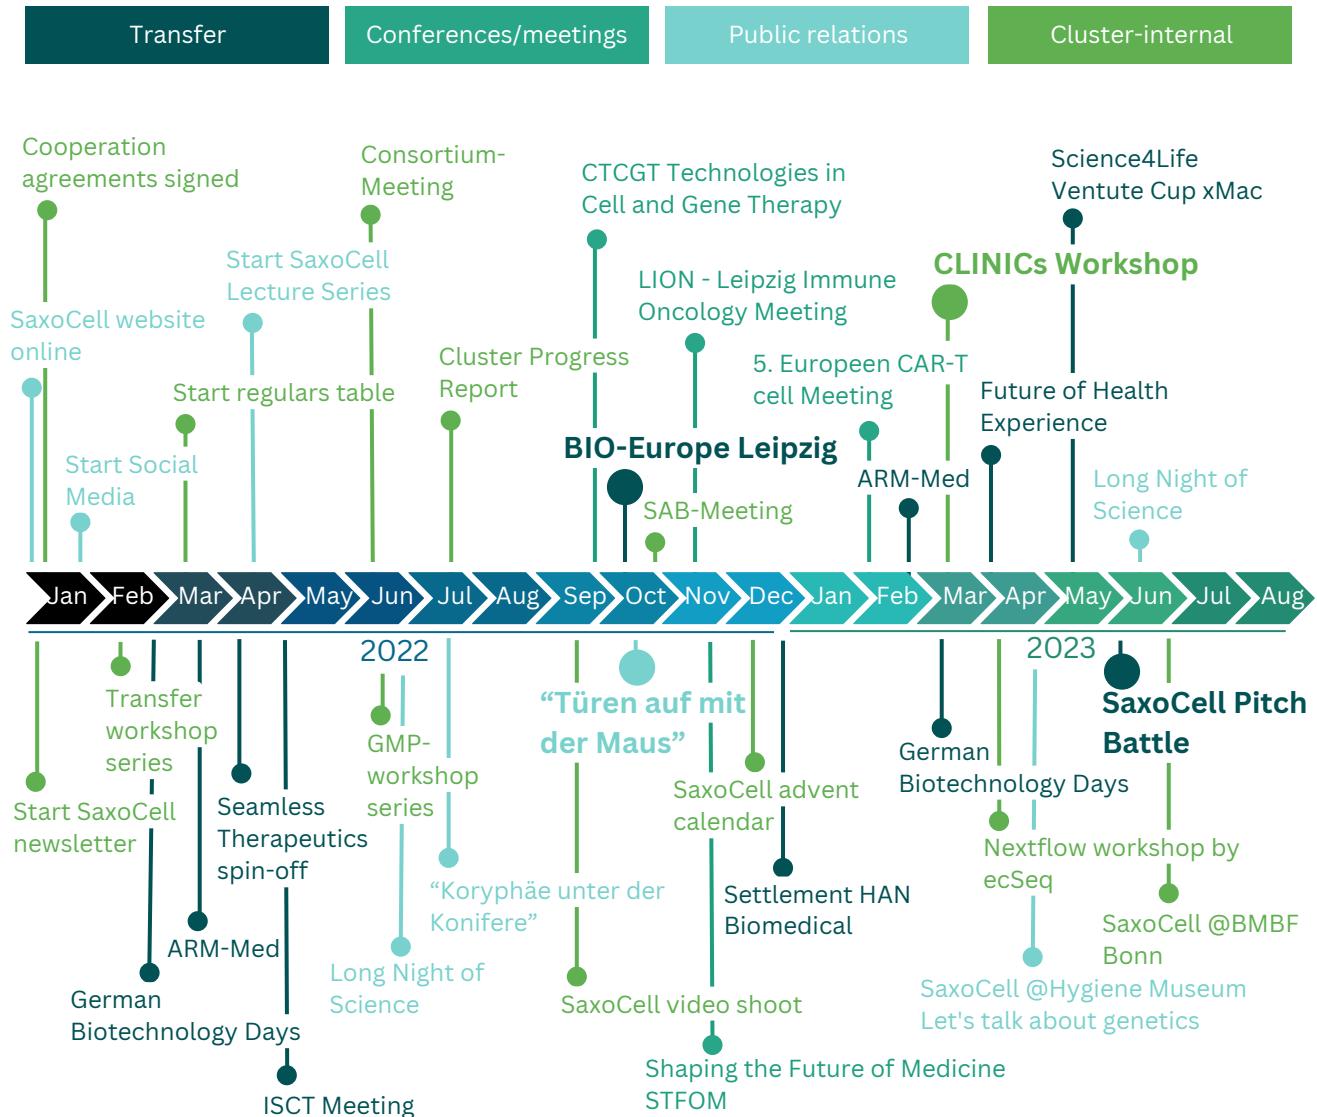 Transfer
Conferences/meetings
Public relations
Cluster-internal
Cooperation
agreements signed
Consortium-
Meeting
CTCGT Technologies in
Cell and Gene Therapy
Science4Life
Ventute Cup xMac
Start SaxoCell
Lecture Series
LION - Leipzig Immune
Oncology Meeting
CLINICs Workshop
SaxoCell website
online
Start regulars table
Cluster Progress
Report
5. Europeen CAR-T
cell Meeting
Future of Health
Experience
Start Social
Media
BIO-Europe Leipzig
SAB-Meeting
ARM-Med
Long Night of
Science
Jan Feb Mar Apr May Jun Jul Aug Sep Oct Nov Dec Jan Feb Mar Apr May Jun Jul Aug
2022
2023
Transfer
workshop
series
Start SaxoCell
newsletter
Seamless
Therapeutics
spin-off
GMP-
workshop
series
“Türen auf mit
der Maus”
SaxoCell Pitch
Battle
German
Biotechnology Days
SaxoCell advent
calendar
Nextflow workshop by
ecSeq
“Koryphäe unter der
Konifere”
Settlement HAN
Biomedical
SaxoCell @BMBF
Bonn
ARM-Med
German
Biotechnology Days
Long Night of
Science
SaxoCell video shoot
SaxoCell @Hygiene Museum
Let's talk about genetics
Shaping the Future of Medicine
STFOM
ISCT Meeting